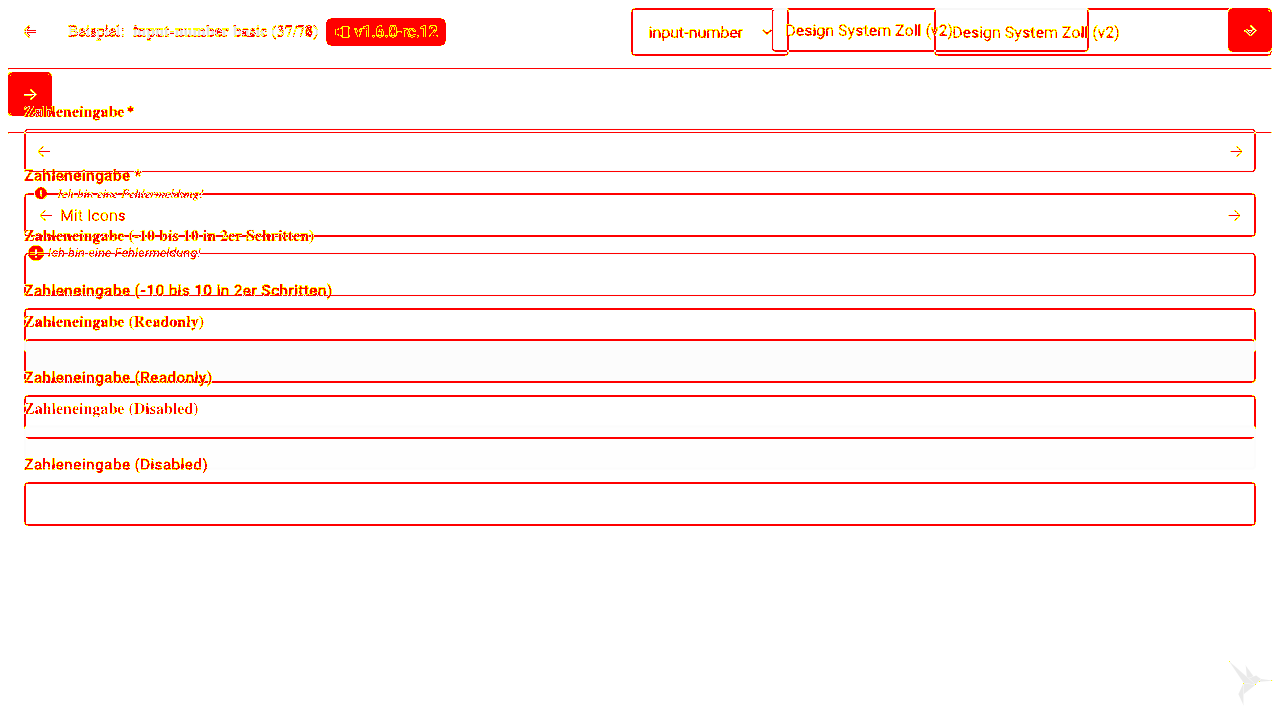 Beispiel: input-number basic (37/78) v1.6.0-rc.12 input-number Design System Zoll (v2) Design System Zoll (v2)
Zahleneingabe *
Zahleneingabe *
Ich bin eine Fehlermeldung!
Mit Icons
Zahleneingabe (-10 bis 10 in 2er Schritten)
Ich bin eine Fehlermeldung!
Zahleneingabe (-10 bis 10 in 2er Schritten)
Zahleneingabe (Readonly)
Zahleneingabe (Readonly)
Zahleneingabe (Disabled)
Zahleneingabe (Disabled)